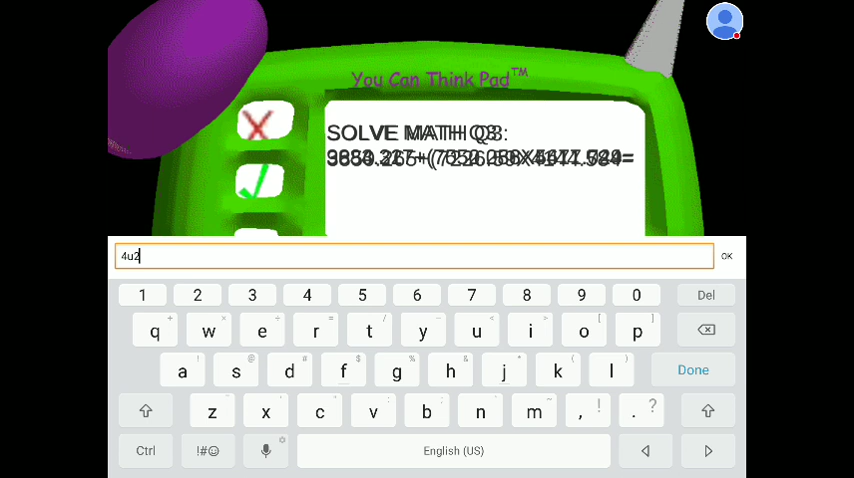 You Can Think Pad™
SOLVE MATH Q3:
4u2
OK
1 2 3 4 5 6 7 8 9 0 Del
q w e r t y u i o p
a s d f g h j k l Done
z x c v b n m , ! . ?
Ctrl !#☺ English (US)